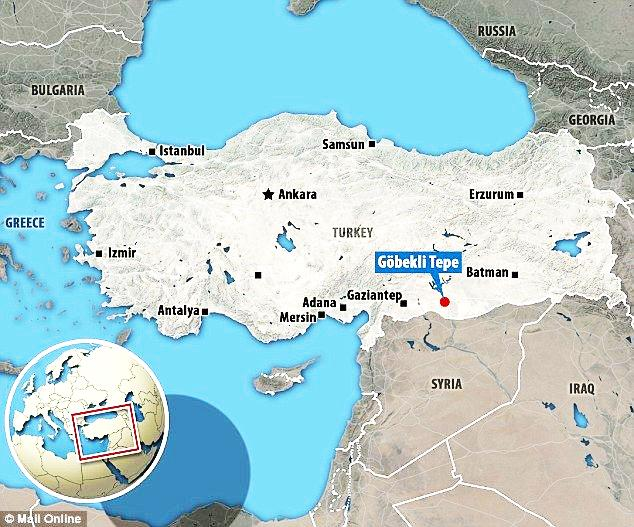 RUSSIA
BULGARIA
GEORGIA
Istanbul
Samsun
Ankara
Erzurum
GREECE
TURKEY
Izmir
Göbekli Tepe
Batman
Adana
Gaziantep
Antalya
Mersin
SYRIA
IRAQ
© Mail Online